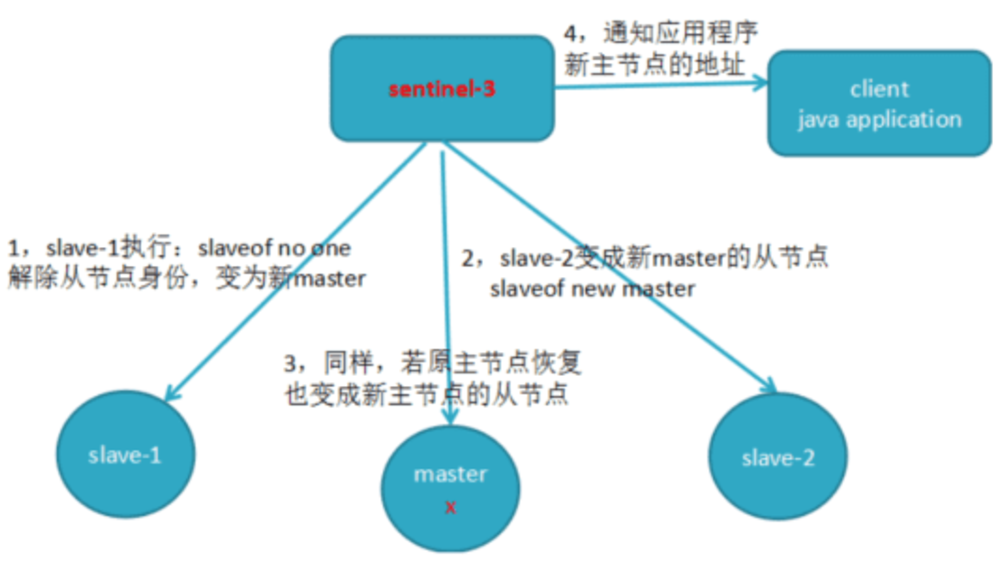 4，通知应用程序
新主节点的地址
sentinel-3
client
java application
1，slave-1执行：slaveof no one
解除从节点身份，变为新master
2，slave-2变成新master的从节点
slaveof new master
3，同样，若原主节点恢复
也变成新主节点的从节点
slave-1
master
x
slave-2